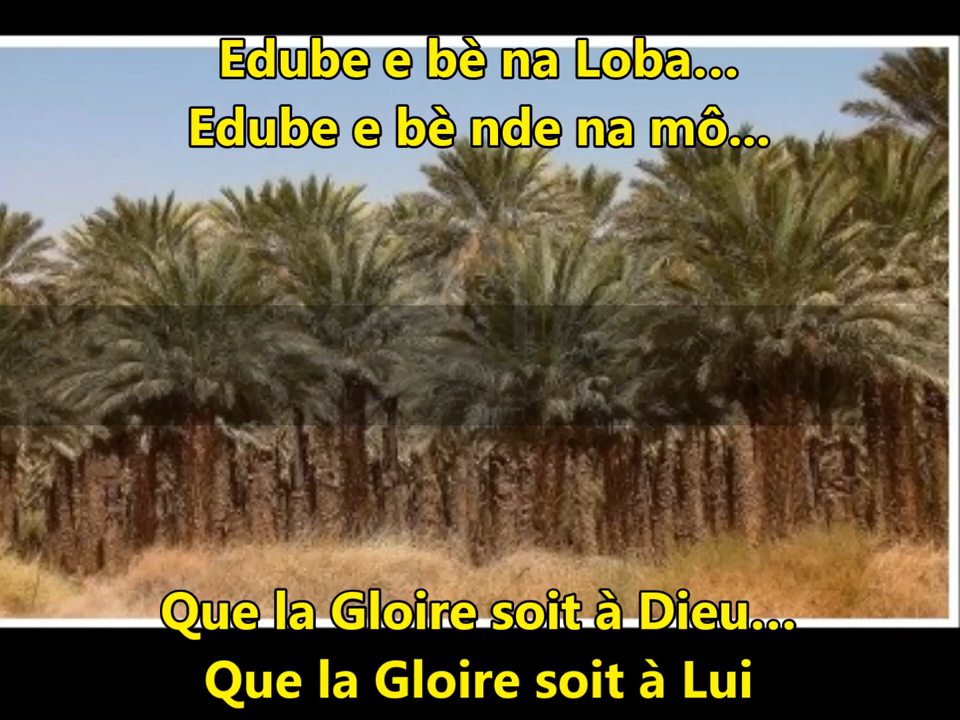 Edube e bè na Loba...
Edube e bè nde na mô...
Que la Gloire soit à Dieu...
Que la Gloire soit à Lui